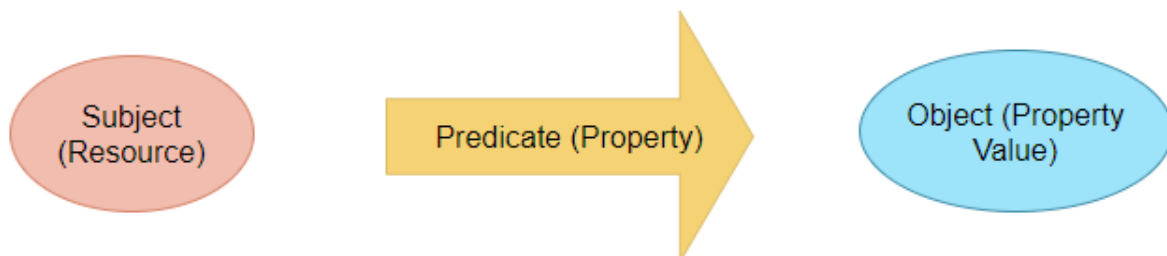 Subject
(Resource)
Predicate (Property)
Object (Property
Value)